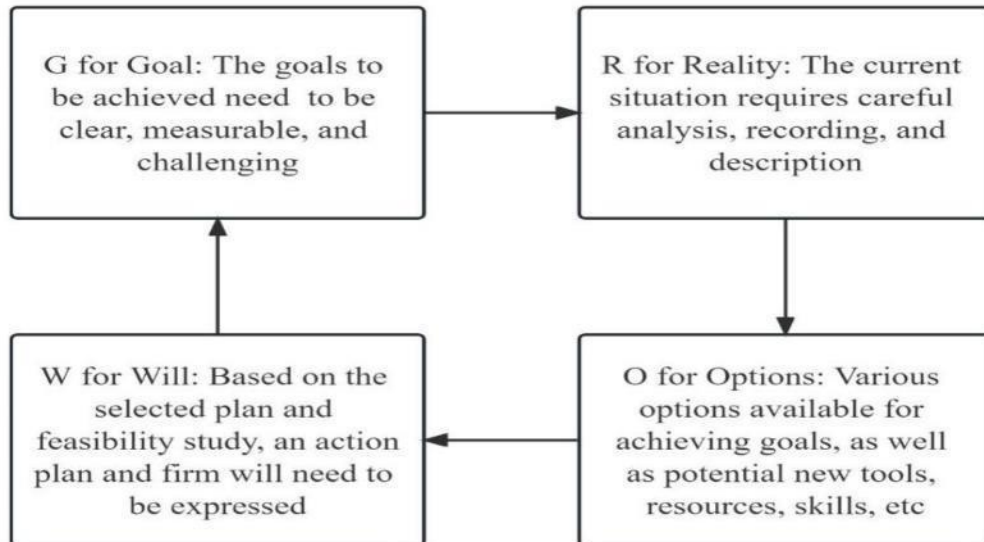 G for Goal: The goals to
be achieved need to be
clear, measurable, and
challenging
R for Reality: The current
situation requires careful
analysis, recording, and
description
W for Will: Based on the
selected plan and
feasibility study, an action
plan and firm will need to
be expressed
O for Options: Various
options available for
achieving goals, as well
as potential new tools,
resources, skills, etc